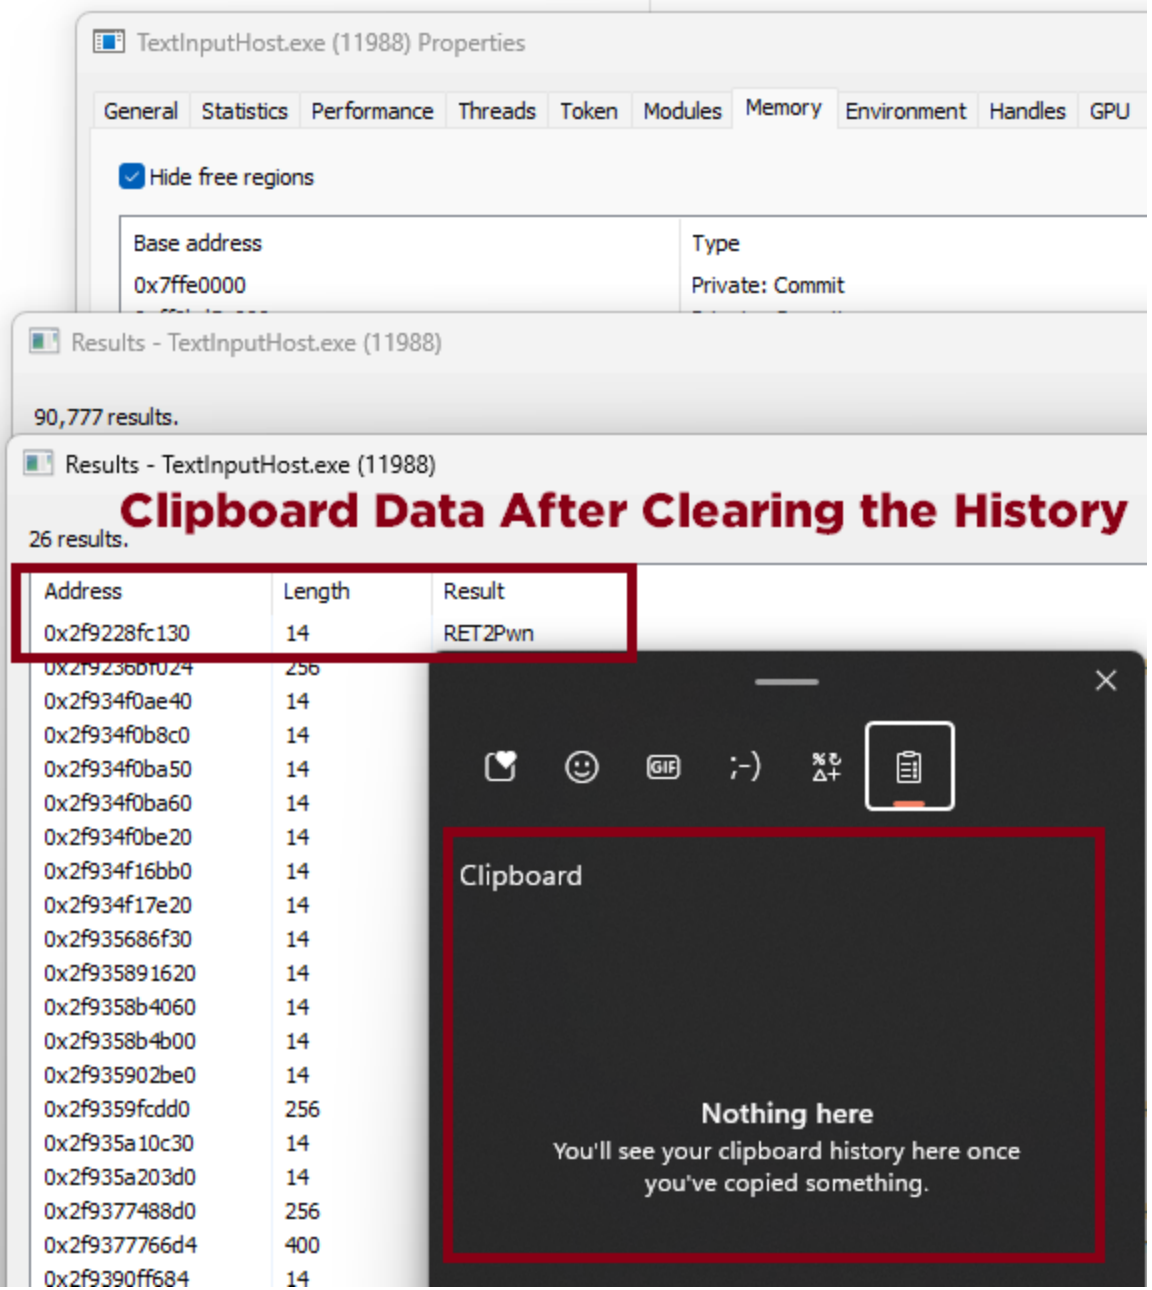 TextInputHost.exe (11988) Properties
General Statistics Performance Threads Token Modules Memory Environment Handles GPU
Hide free regions
Base address Type
0x7ffe0000 Private: Commit
Results - TextInputHost.exe (11988)
90,777 results.
Results - TextInputHost.exe (11988)
Clipboard Data After Clearing the History
26 results.
Address Length Result
0x2f9228fc130 14 RET2Pwn
0x2f9236bf024 256
0x2f934f0ae40 14
0x2f934f0b8c0 14
0x2f934f0ba50 14
0x2f934f0ba60 14
0x2f934f0be20 14
0x2f934f16bb0 14
0x2f934f17e20 14
0x2f935686f30 14
0x2f935891620 14
0x2f9358b4060 14
0x2f9358b4b00 14
0x2f935902be0 14
0x2f9359fcdd0 256
0x2f935a10c30 14
0x2f935a203d0 14
0x2f9377488d0 256
0x2f9377766d4 400
0x2f9390ff684 14
GIF ;-)
Clipboard
Nothing here
You'll see your clipboard history here once
you've copied something.